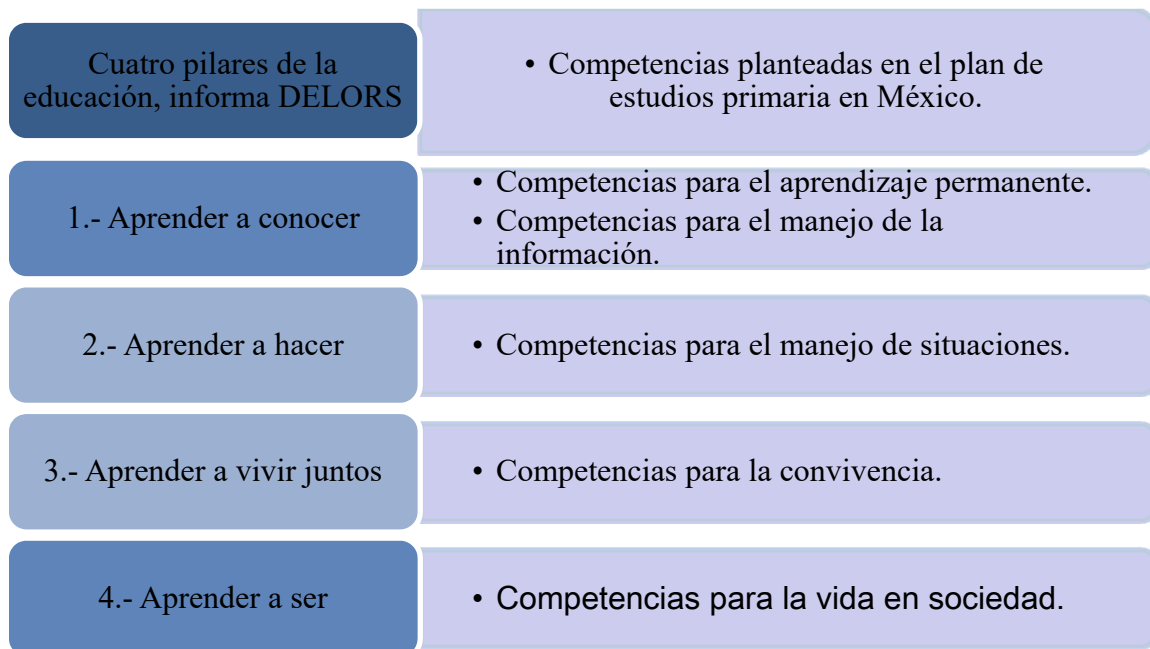 Cuatro pilares de la
educación, informa DELORS
• Competencias planteadas en el plan de
estudios primaria en México.
1.- Aprender a conocer
• Competencias para el aprendizaje permanente.
• Competencias para el manejo de la
información.
2.- Aprender a hacer
• Competencias para el manejo de situaciones.
3.- Aprender a vivir juntos
• Competencias para la convivencia.
4.- Aprender a ser
• Competencias para la vida en sociedad.